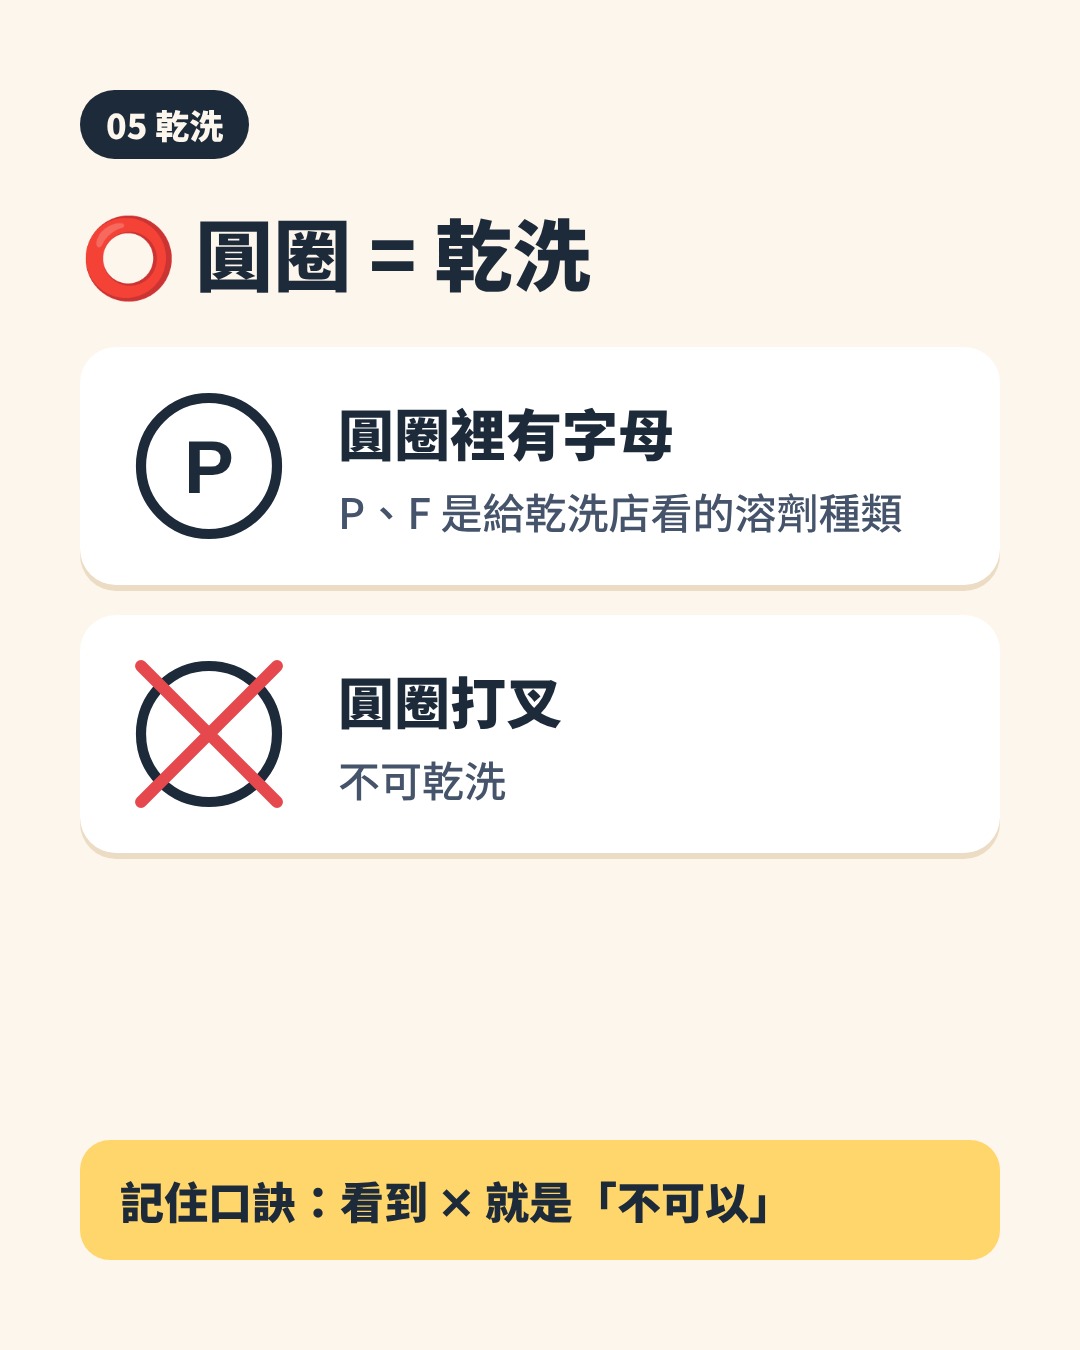 05 乾洗
⭕ 圓圈 = 乾洗
P
圓圈裡有字母
P、F 是給乾洗店看的溶劑種類
圓圈打叉
不可乾洗
記住口訣：看到 × 就是「不可以」